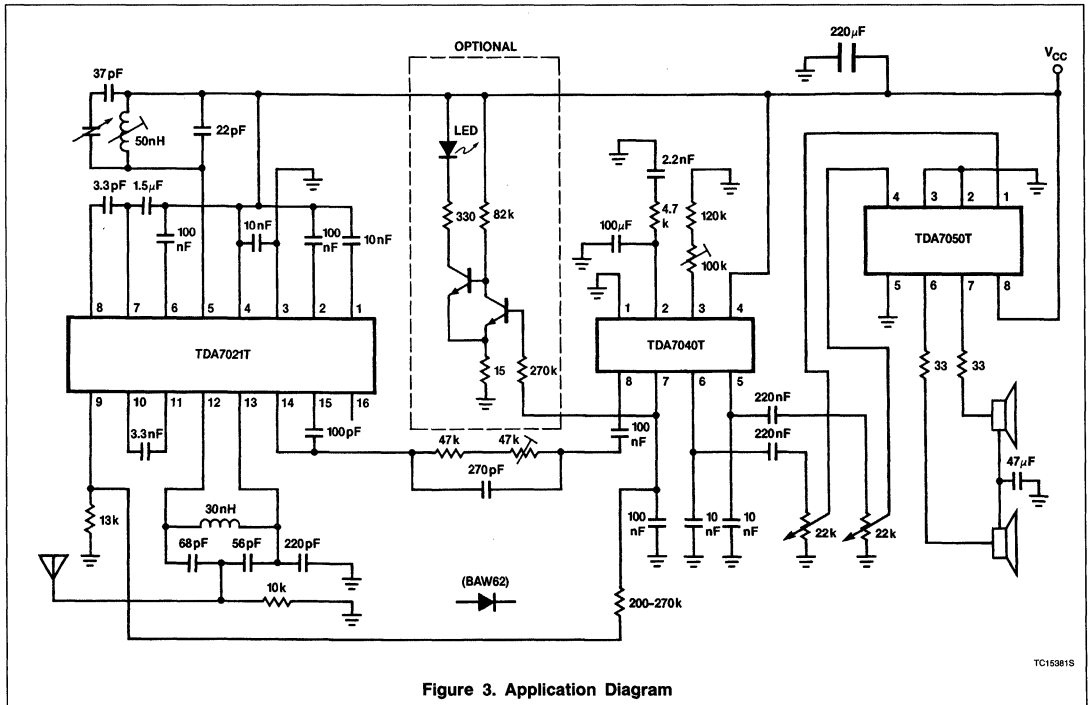 OPTIONAL
220μF
VCC
37pF
50nH
22pF
LED
330
82k
15
270k
2.2nF
4.7
k
100μF
120k
100k
3.3pF
1.5μF
100
nF
10nF
100
nF
10nF
8 7 6 5 4 3 2 1
TDA7021T
9 10 11 12 13 14 15 16
3.3nF
100pF
13k
30nH
68pF
56pF
220pF
10k
47k
47k
270pF
1 2 3 4
TDA7040T
8 7 6 5
100
nF
220nF
220nF
100
nF
10
nF
10
nF
22k
22k
200–270k
(BAW62)
4 3 2 1
TDA7050T
5 6 7 8
33
33
47μF
TC15381S
Figure 3. Application Diagram